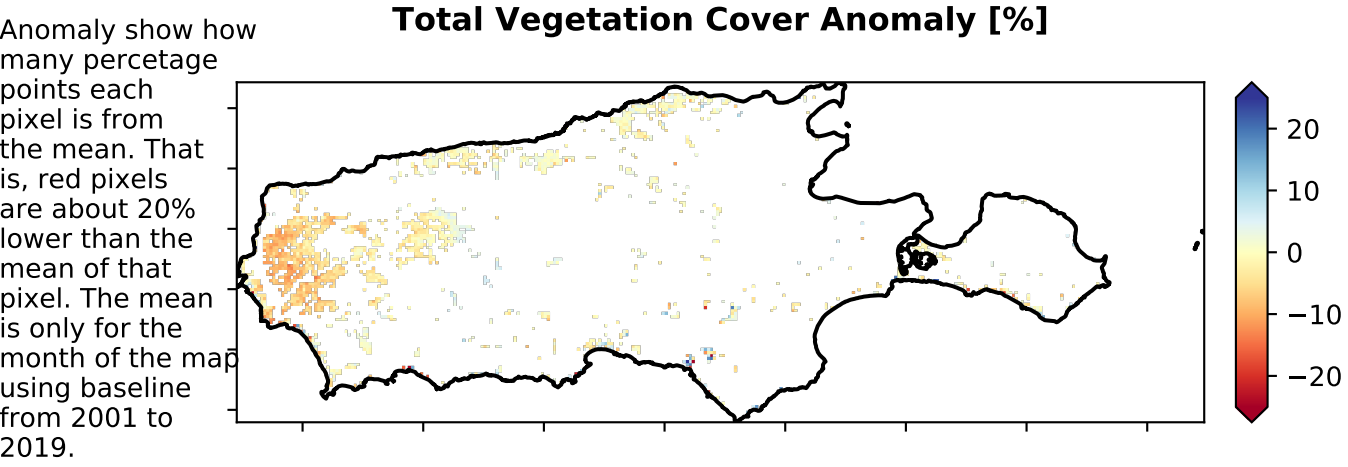 Total Vegetation Cover Anomaly [%]
Anomaly show how
many percetage
points each
pixel is from
the mean. That
is, red pixels
are about 20%
lower than the
mean of that
pixel. The mean
is only for the
month of the map
using baseline
from 2001 to
2019.
20
10
0
−10
−20